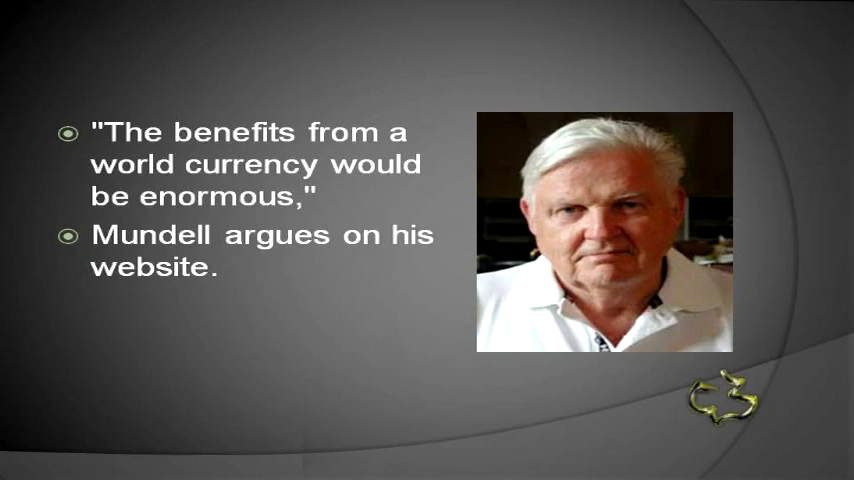 "The benefits from a
world currency would
be enormous,"
Mundell argues on his
website.